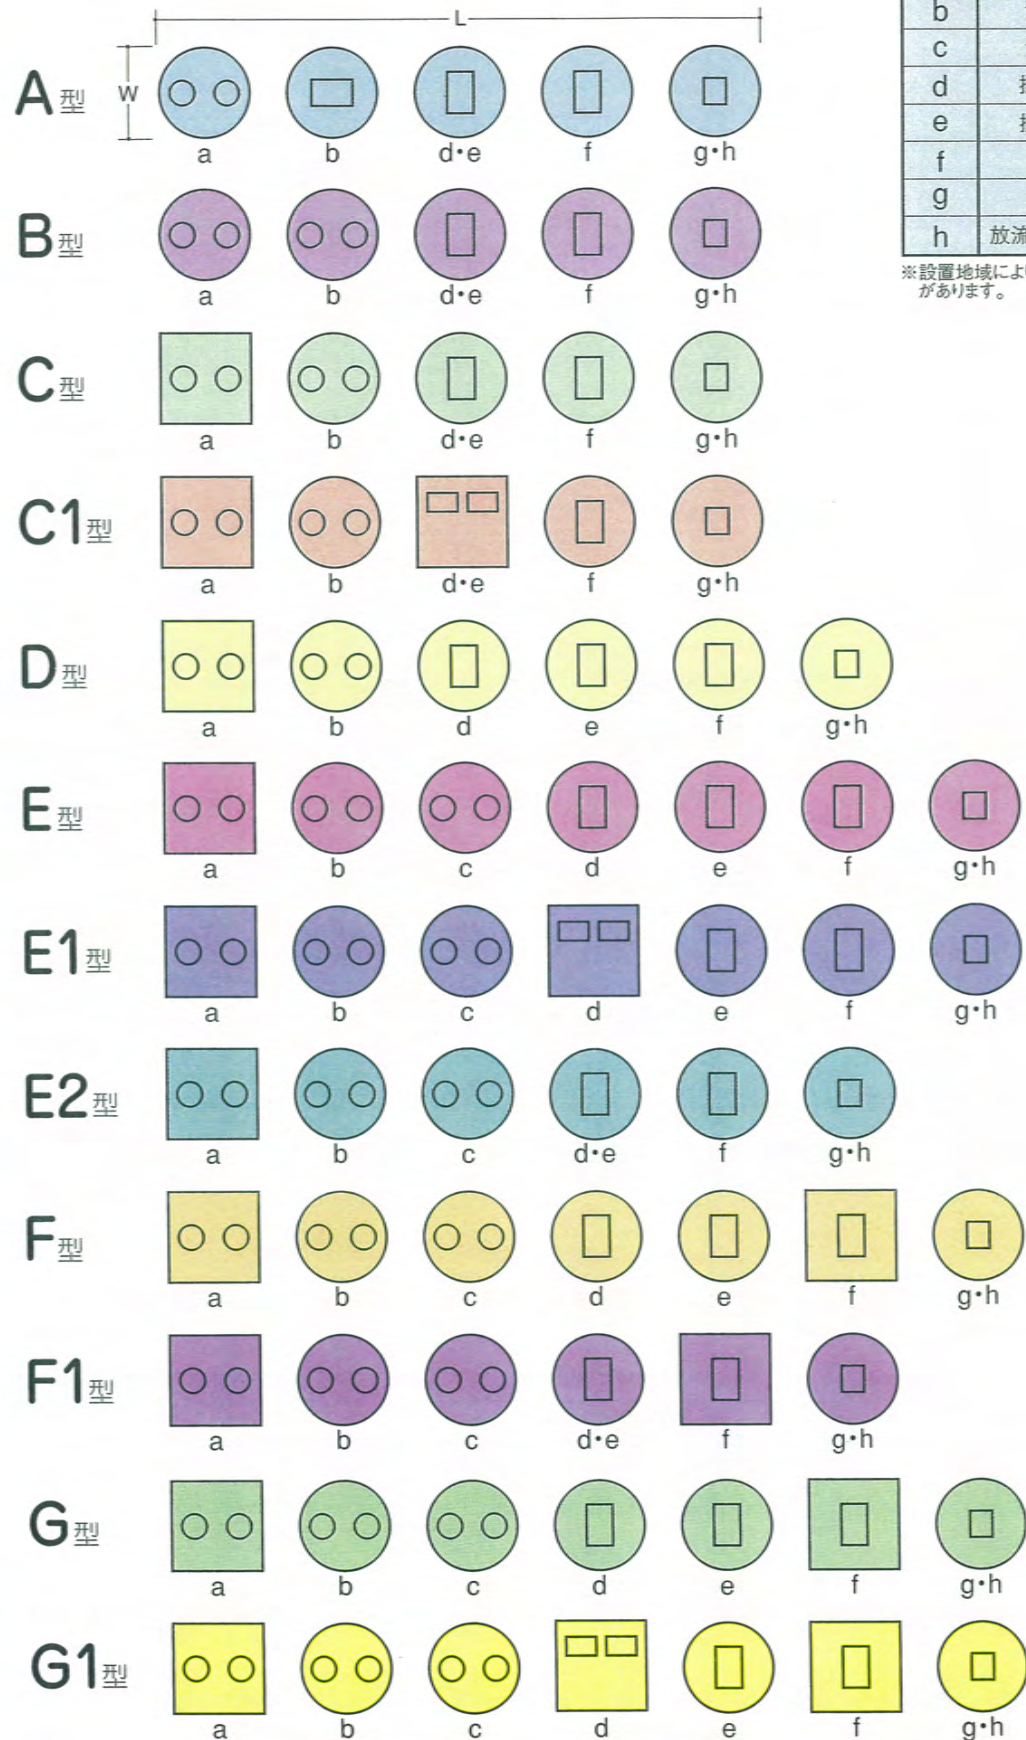 L
W
A型
a b d・e f g・h
B型
a b d・e f g・h
C型
a b d・e f g・h
C1型
a b d・e f g・h
D型
a b d e f g・h
E型
a b c d e f g・h
E1型
a b c d e f g・h
E2型
a b c d・e f g・h
F型
a b c d e f g・h
F1型
a b c d・e f g・h
G型
a b c d e f g・h
G1型
a b c d e f g・h
b
c
d
e
f
g
h 放流
※設置地域によ
があります。